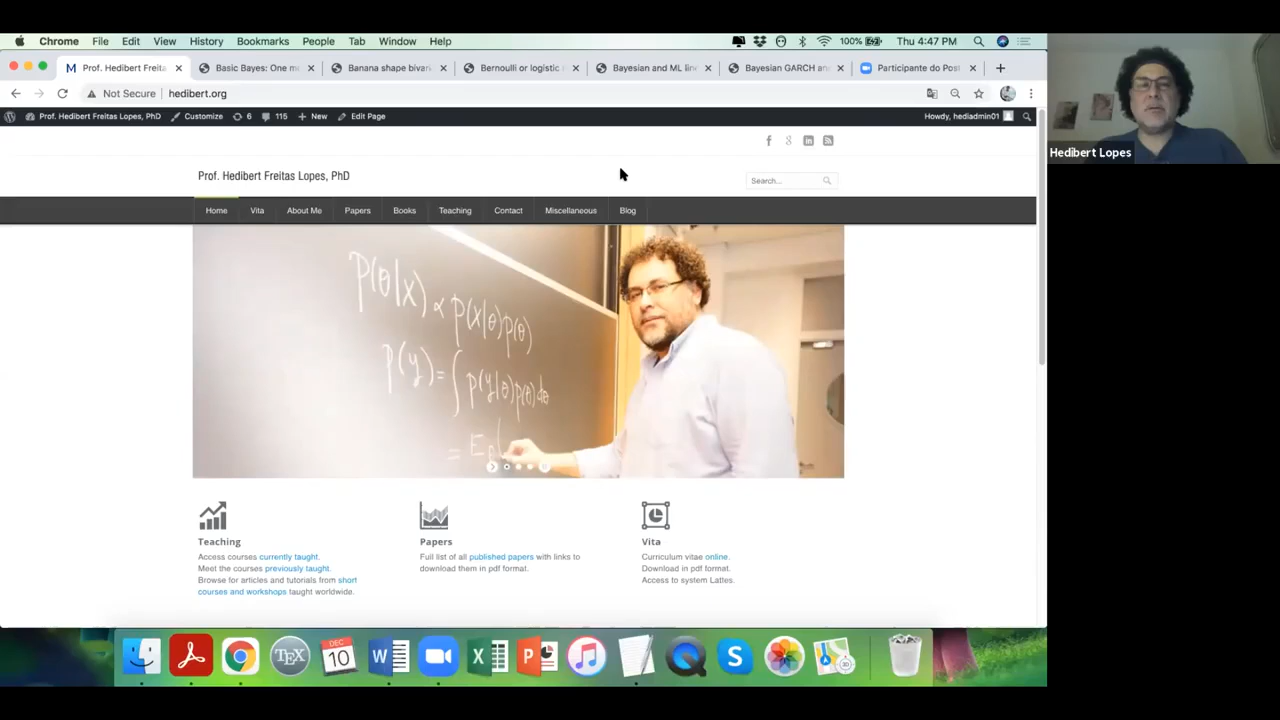 Chrome File Edit View History Bookmarks People Tab Window Help 100% Thu 4:47 PM
Prof. Hedibert Freita Basic Bayes: One m Banana shape bivar Bernoulli or logistic r Bayesian and ML lin Bayesian GARCH an Participante do Post
Not Secure hedibert.org
Prof. Hedibert Freitas Lopes, PhD Customize 6 115 New Edit Page Howdy, hediadmin01
Hedibert Lopes
Prof. Hedibert Freitas Lopes, PhD
Search...
Home Vita About Me Papers Books Teaching Contact Miscellaneous Blog
p(θ|x) ∝ p(x|θ)p(θ)
p(y) = ∫ p(y|θ)p(θ)dθ
= E
Teaching
Access courses currently taught.
Meet the courses previously taught.
Browse for articles and tutorials from short
courses and workshops taught worldwide.
Papers
Full list of all published papers with links to
download them in pdf format.
Vita
Curriculum vitae online.
Download in pdf format.
Access to system Lattes.
TEX DEC 10 W X P S